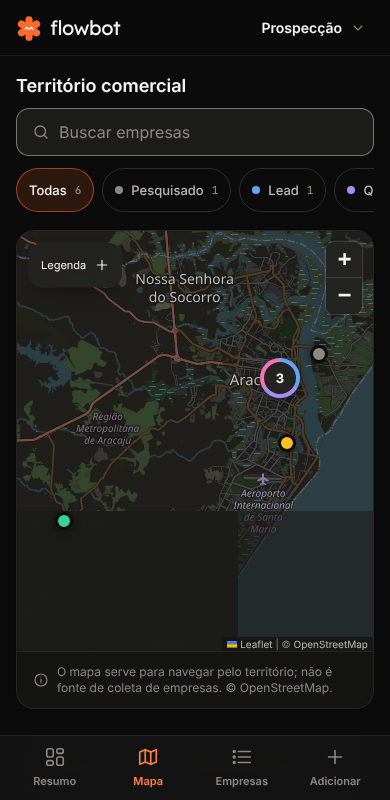 flowbot
Prospecção
Território comercial
Buscar empresas
Todas 6
Pesquisado 1
Lead 1
Q
Legenda +
+
−
Nossa Senhora
do Socorro
Arac
3
Região
Metropolitana
de Aracaju
Aeroporto
Internacional
de Santa
Maria
Leaflet | © OpenStreetMap
O mapa serve para navegar pelo território; não é
fonte de coleta de empresas. © OpenStreetMap.
Resumo
Mapa
Empresas
Adicionar